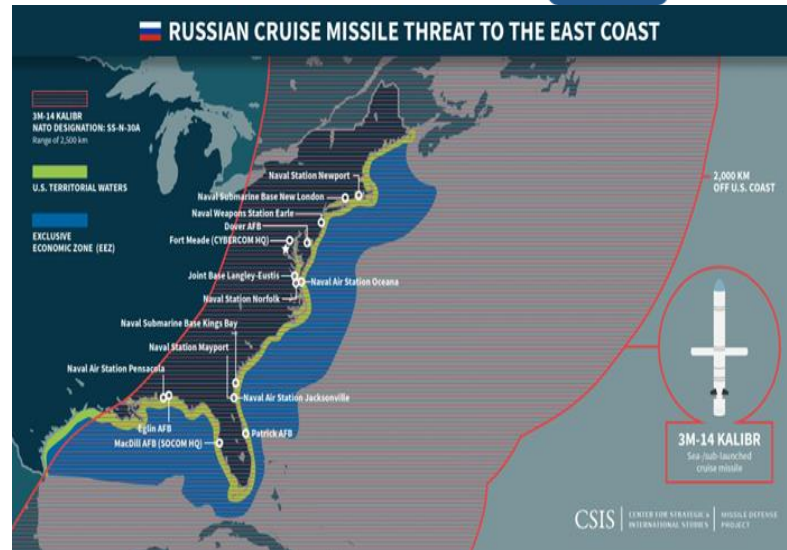 RUSSIAN CRUISE MISSILE THREAT TO THE EAST COAST
3M-14 KALIBR
NATO DESIGNATION: SS-N-30A
Range of 2,500 km
U.S. TERRITORIAL WATERS
EXCLUSIVE
ECONOMIC ZONE (EEZ)
Naval Station Newport
Naval Submarine Base New London
Naval Weapons Station Earle
Dover AFB
Fort Meade (CYBERCOM HQ)
Joint Base Langley-Eustis
Naval Air Station Oceana
Naval Station Norfolk
Naval Submarine Base Kings Bay
Naval Station Mayport
Naval Air Station Pensacola
Naval Air Station Jacksonville
Eglin AFB
Patrick AFB
MacDill AFB (SOCOM HQ)
2,000 KM
OFF U.S. COAST
3M-14 KALIBR
Sea-/sub-launched
cruise missile
CSIS
CENTER FOR STRATEGIC &
INTERNATIONAL STUDIES
MISSILE DEFENSE
PROJECT